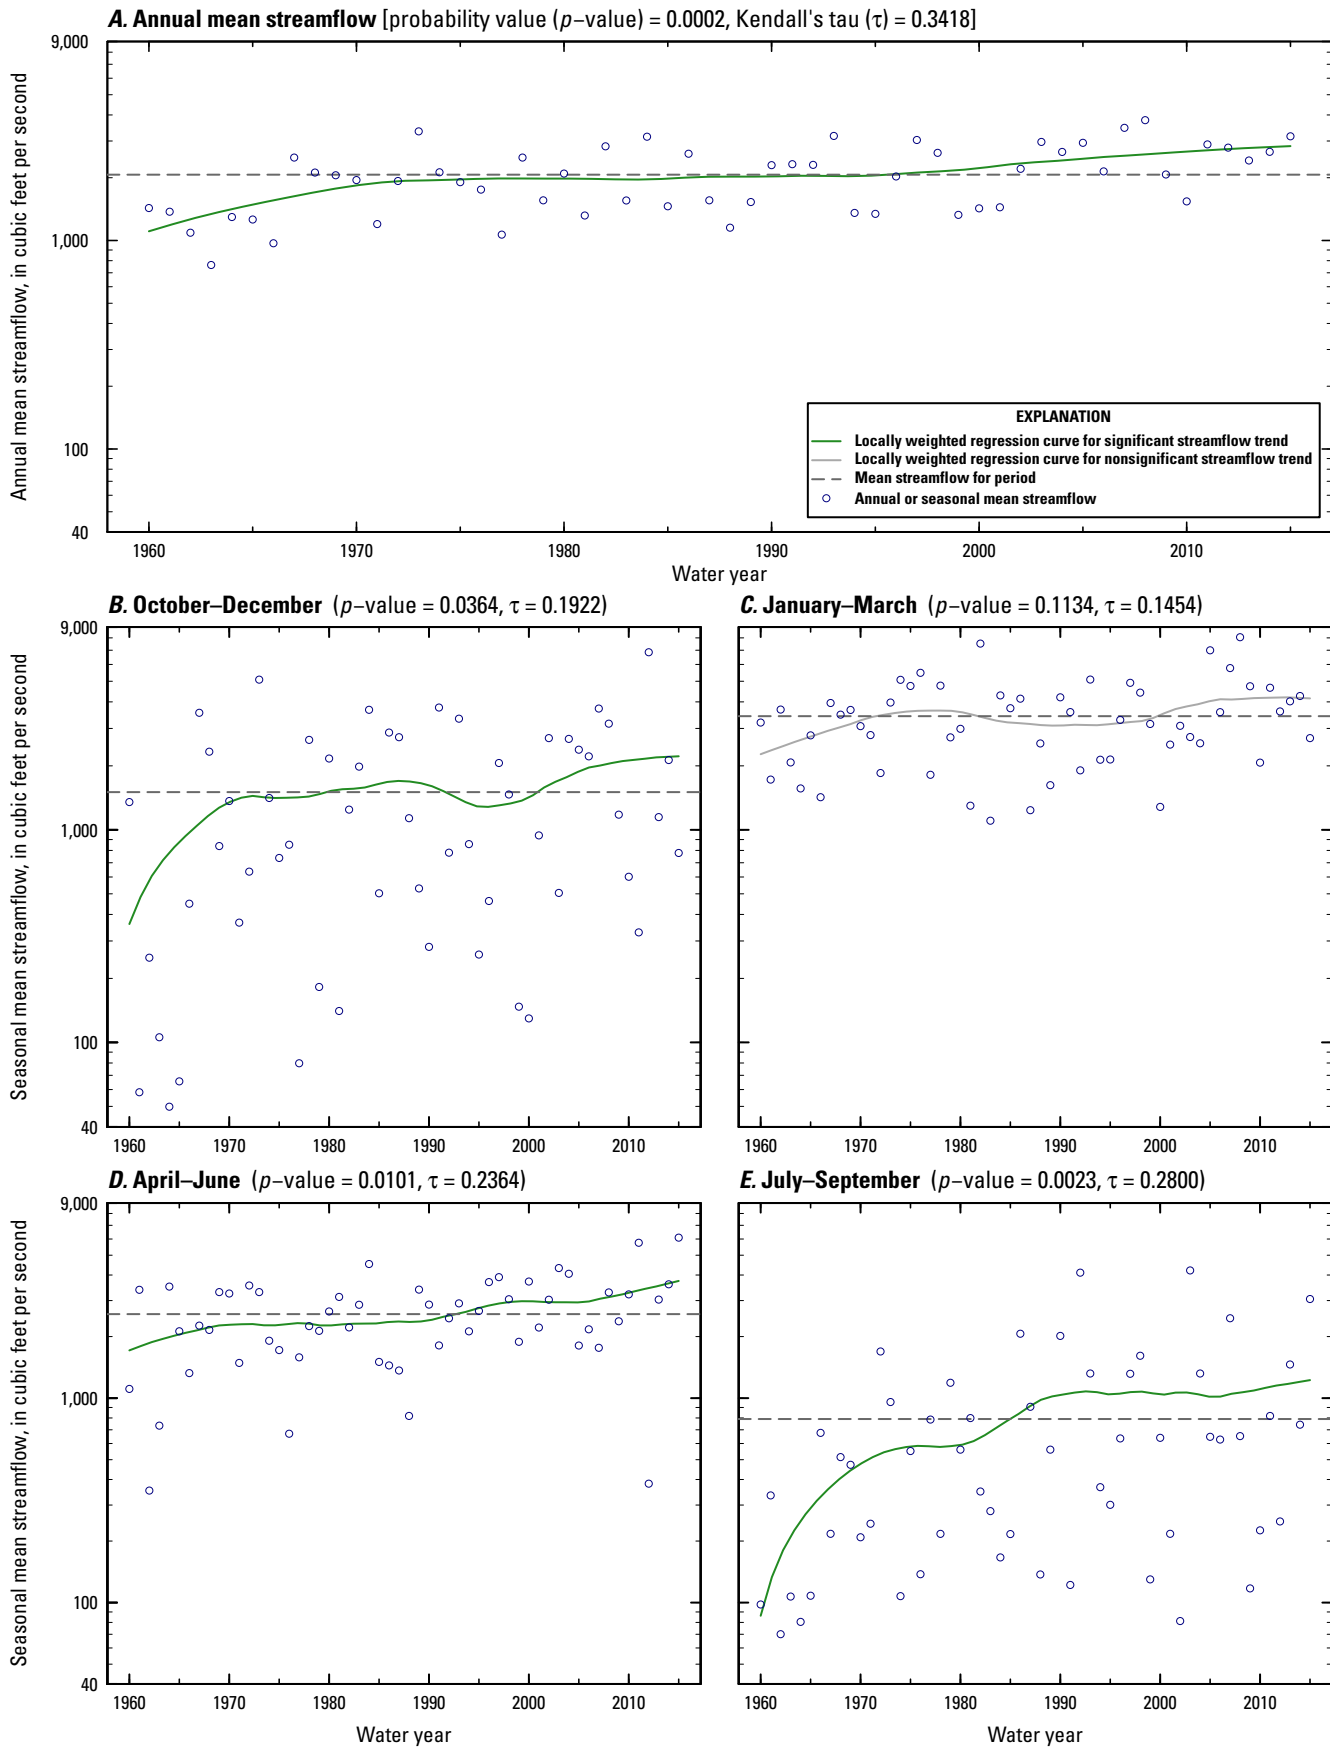 A. Annual mean streamflow [probability value (p−value) = 0.0002, Kendall's tau (τ) = 0.3418]
Annual mean streamflow, in cubic feet per second
9,000
1,000
100
40
EXPLANATION
Locally weighted regression curve for significant streamflow trend
Locally weighted regression curve for nonsignificant streamflow trend
Mean streamflow for period
Annual or seasonal mean streamflow
1960 1970 1980 1990 2000 2010
Water year
B. October–December (p−value = 0.0364, τ = 0.1922)
Seasonal mean streamflow, in cubic feet per second
9,000
1,000
100
40
1960 1970 1980 1990 2000 2010
C. January–March (p−value = 0.1134, τ = 0.1454)
1960 1970 1980 1990 2000 2010
D. April–June (p−value = 0.0101, τ = 0.2364)
Seasonal mean streamflow, in cubic feet per second
9,000
1,000
100
40
1960 1970 1980 1990 2000 2010
Water year
E. July–September (p−value = 0.0023, τ = 0.2800)
1960 1970 1980 1990 2000 2010
Water year